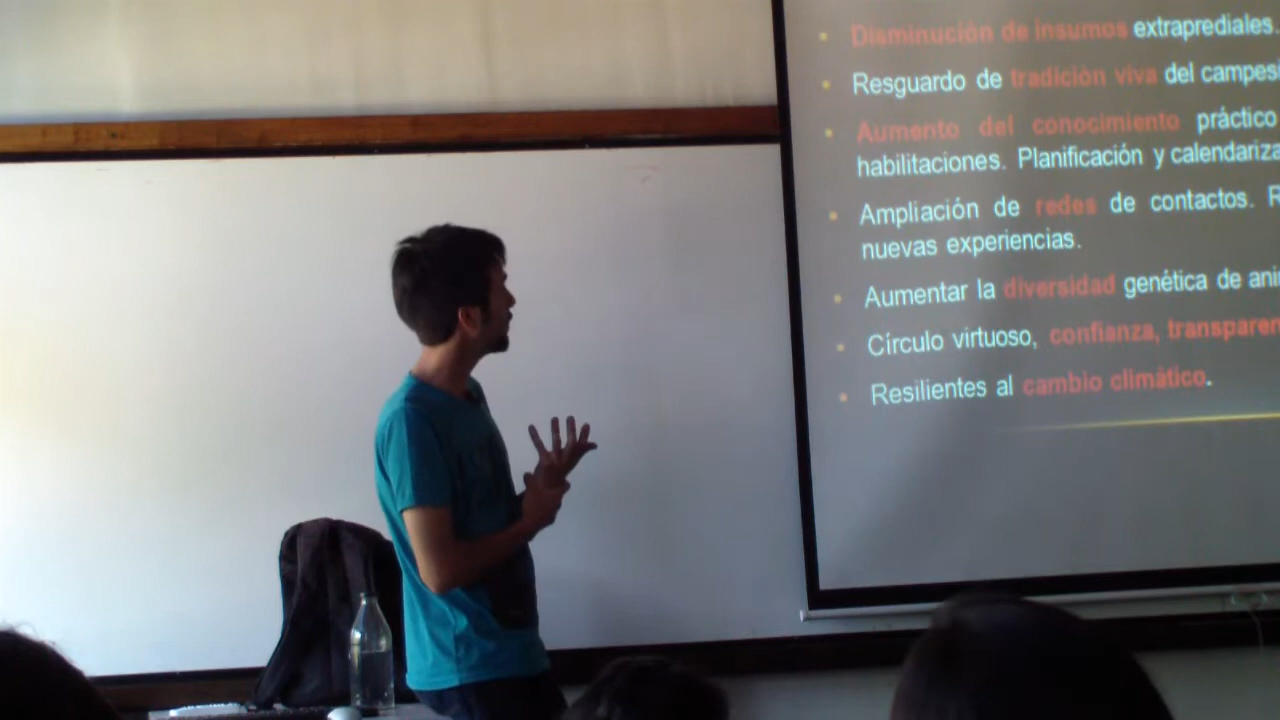 Disminución de insumos extraprediales.
Resguardo de tradición viva del campesi
Aumento del conocimiento práctico
habilitaciones. Planificación y calendariza
Ampliación de redes de contactos. R
nuevas experiencias.
Aumentar la diversidad genética de ani
Círculo virtuoso, confianza, transparen
Resilientes al cambio climático.